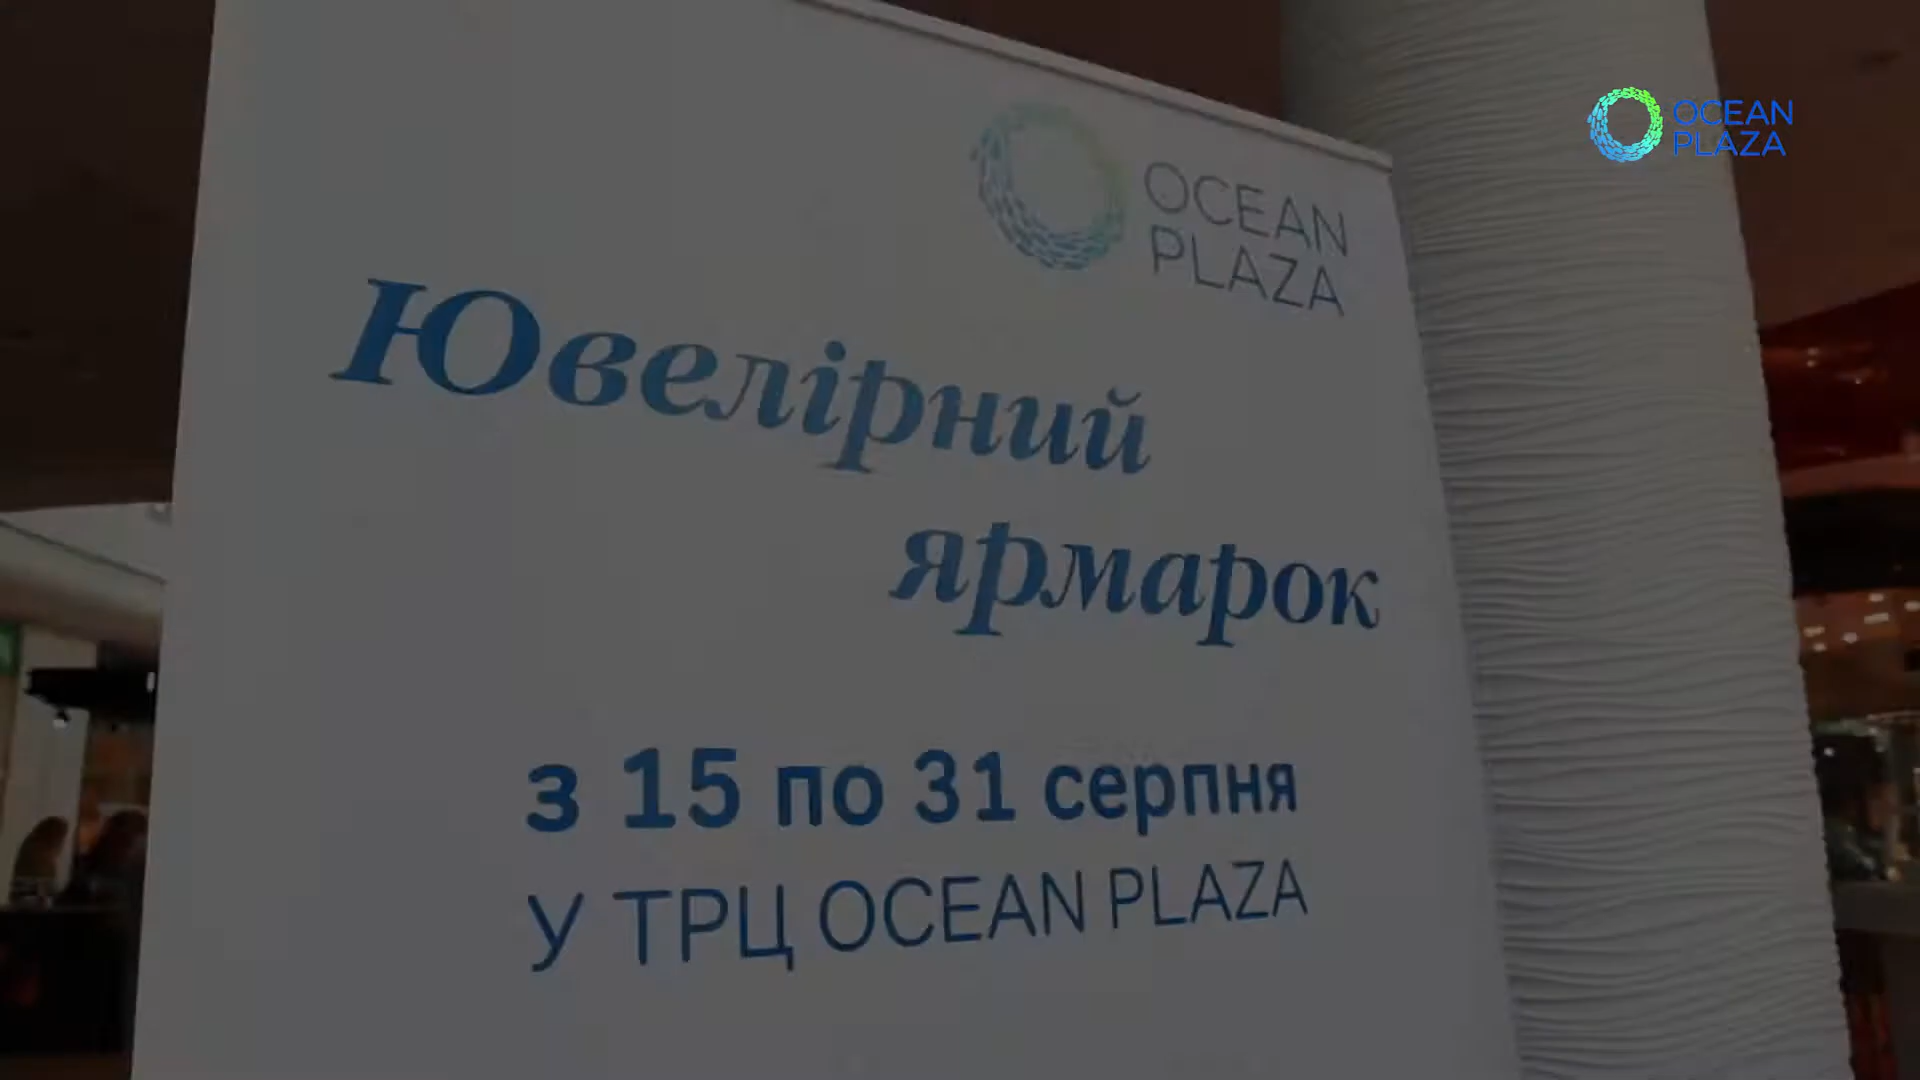 OCEAN
PLAZA
OCEAN
PLAZA
Ювелірний
ярмарок
з 15 по 31 серпня
У ТРЦ OCEAN PLAZA